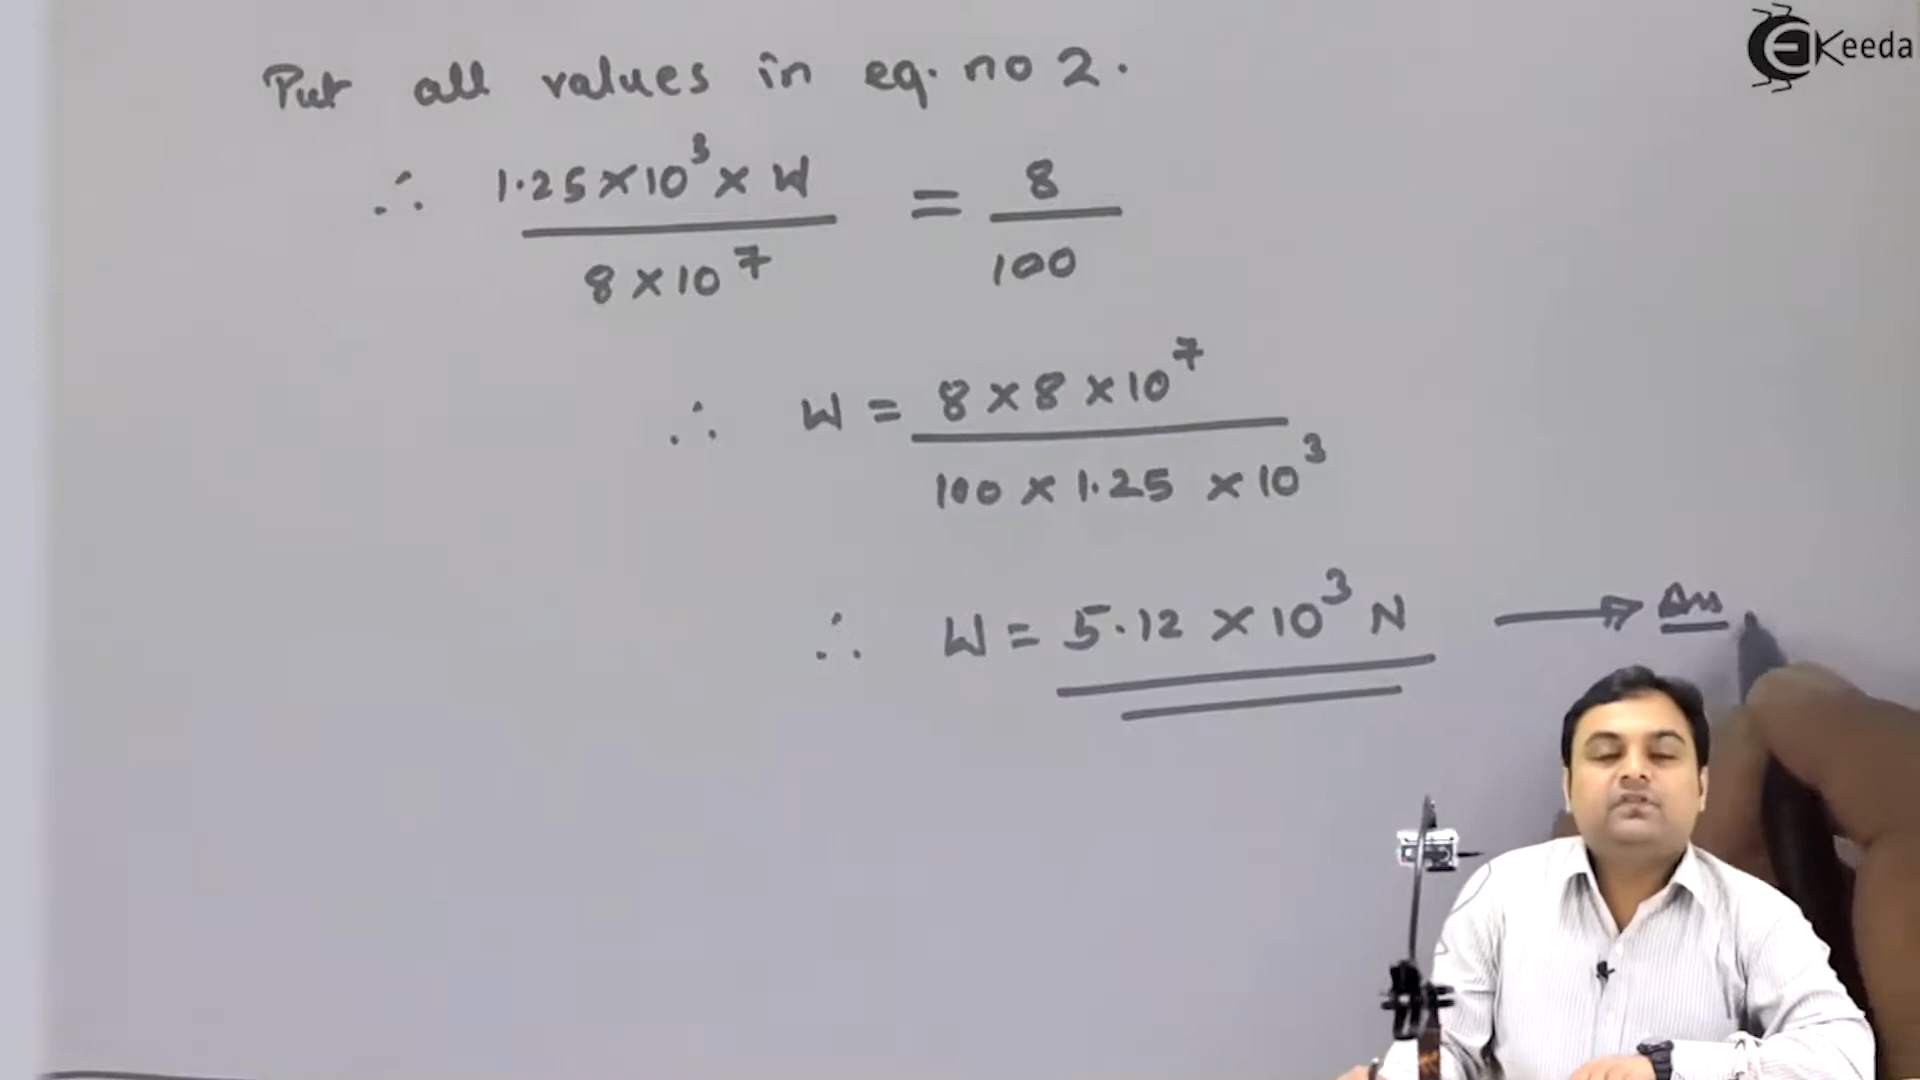 Keeda
Put all values in eq. no 2.
∴ 1.25×10³ × W / 8×10⁷ = 8 / 100
∴ W = 8×8×10⁷ / 100 × 1.25 ×10³
∴ W = 5.12 ×10³ N → Ans